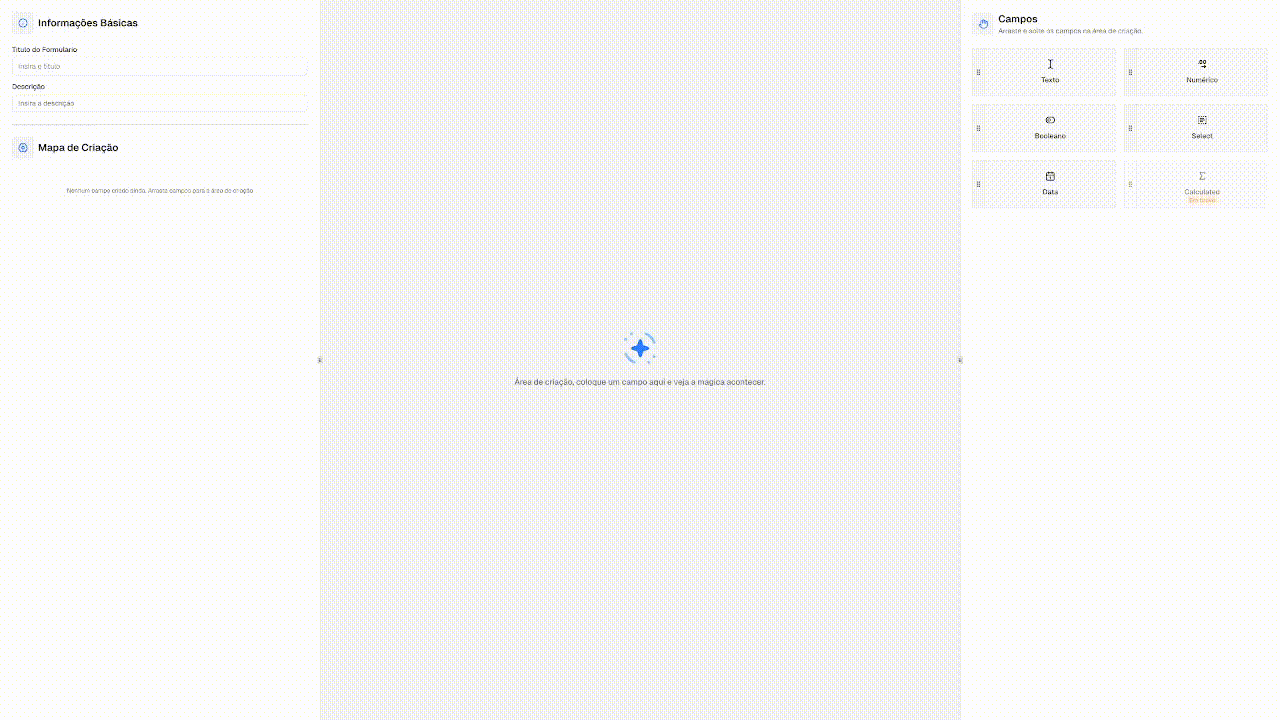 Informações Básicas
Título do Formulário
Insira o título
Descrição
Insira a descrição
Mapa de Criação
Nenhum campo criado ainda. Arraste campos para a área de criação
Área de criação, coloque um campo aqui e veja a magica acontecer.
Campos
Arraste e solte os campos na área de criação.
Texto
Numérico
Booleano
Select
Data
Calculated
Em breve